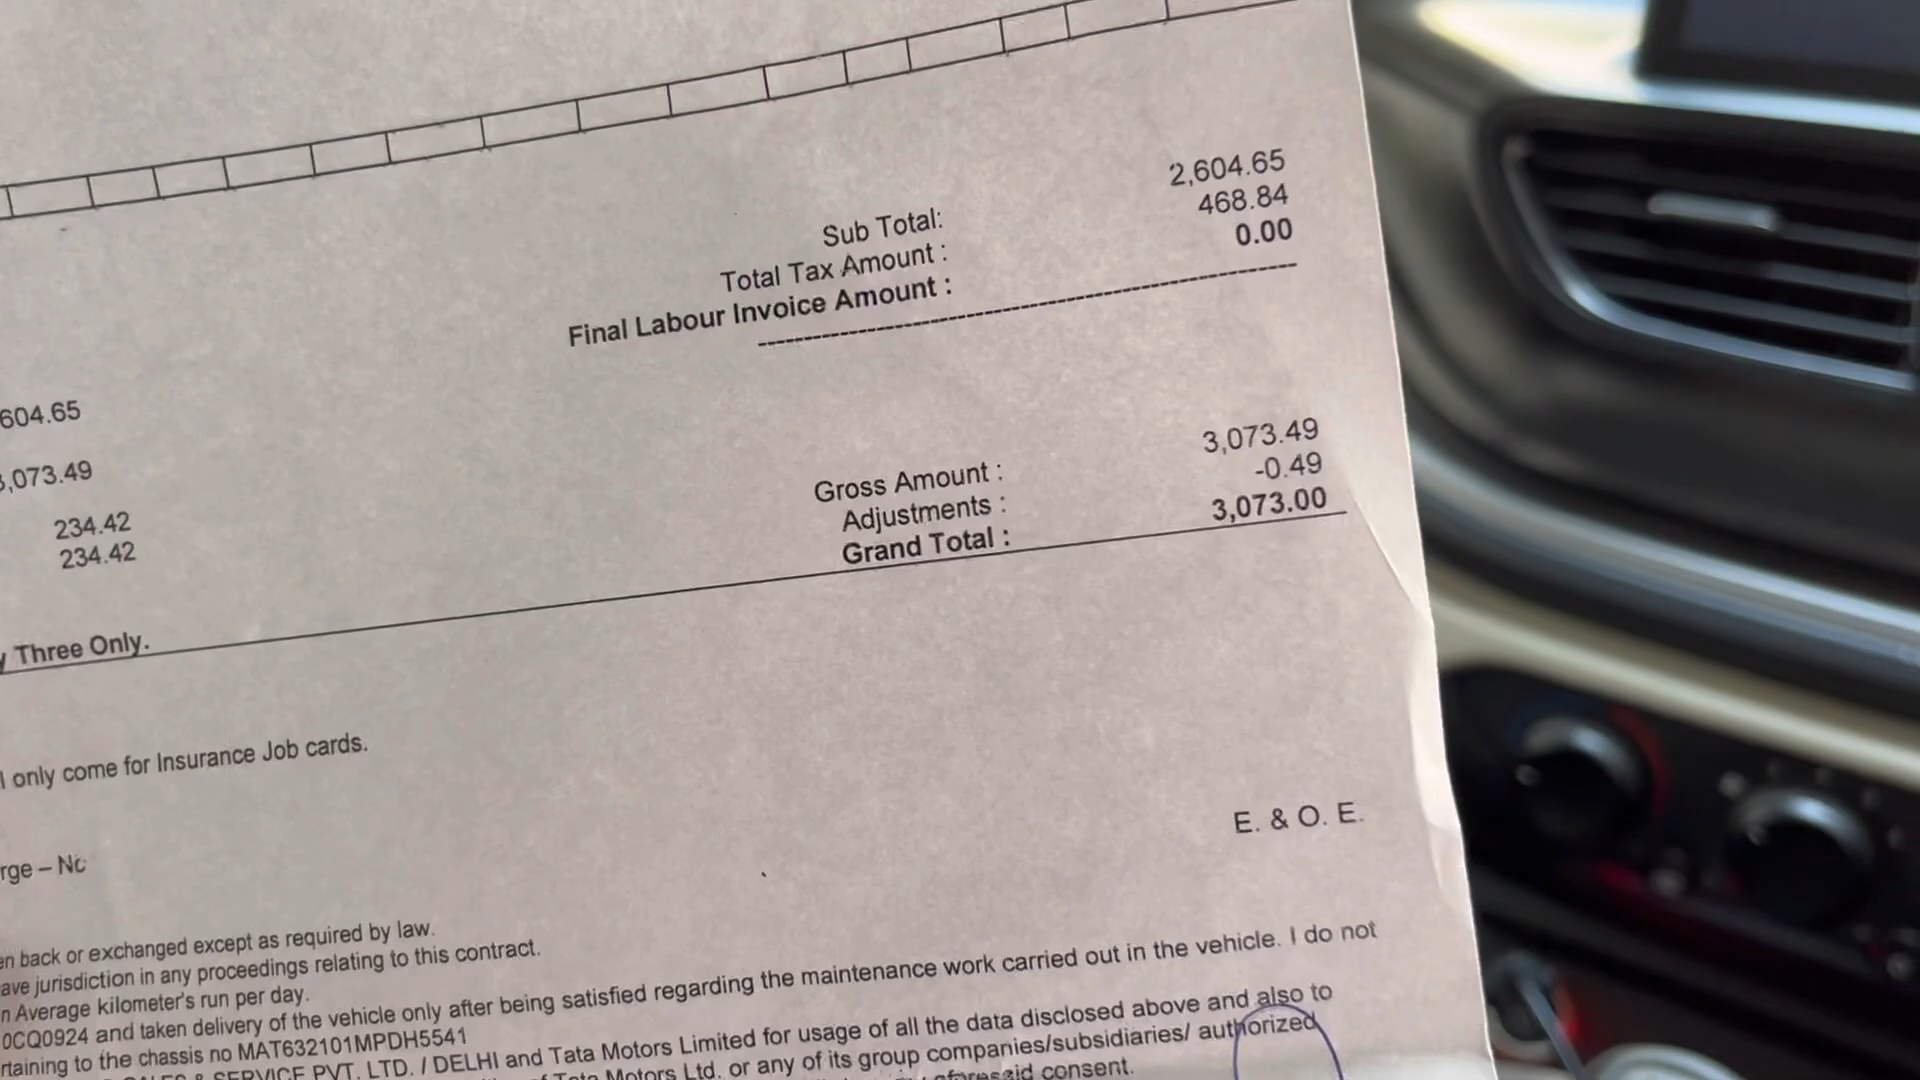 2,604.65
Sub Total:
468.84
Total Tax Amount :
0.00
Final Labour Invoice Amount :
604.65
3,073.49
,073.49
Gross Amount :
-0.49
Adjustments :
234.42
3,073.00
Grand Total :
234.42
Three Only.
only come for Insurance Job cards.
E. & O. E.
rge – No
en back or exchanged except as required by law.
ave jurisdiction in any proceedings relating to this contract.
n Average kilometer's run per day.
0CQ0924 and taken delivery of the vehicle only after being satisfied regarding the maintenance work carried out in the vehicle. I do not
rtaining to the chassis no MAT632101MPDH5541
SERVICE PVT. LTD. / DELHI and Tata Motors Limited for usage of all the data disclosed above and also to
Tata Motors Ltd. or any of its group companies/subsidiaries/ authorized
aforesaid consent.